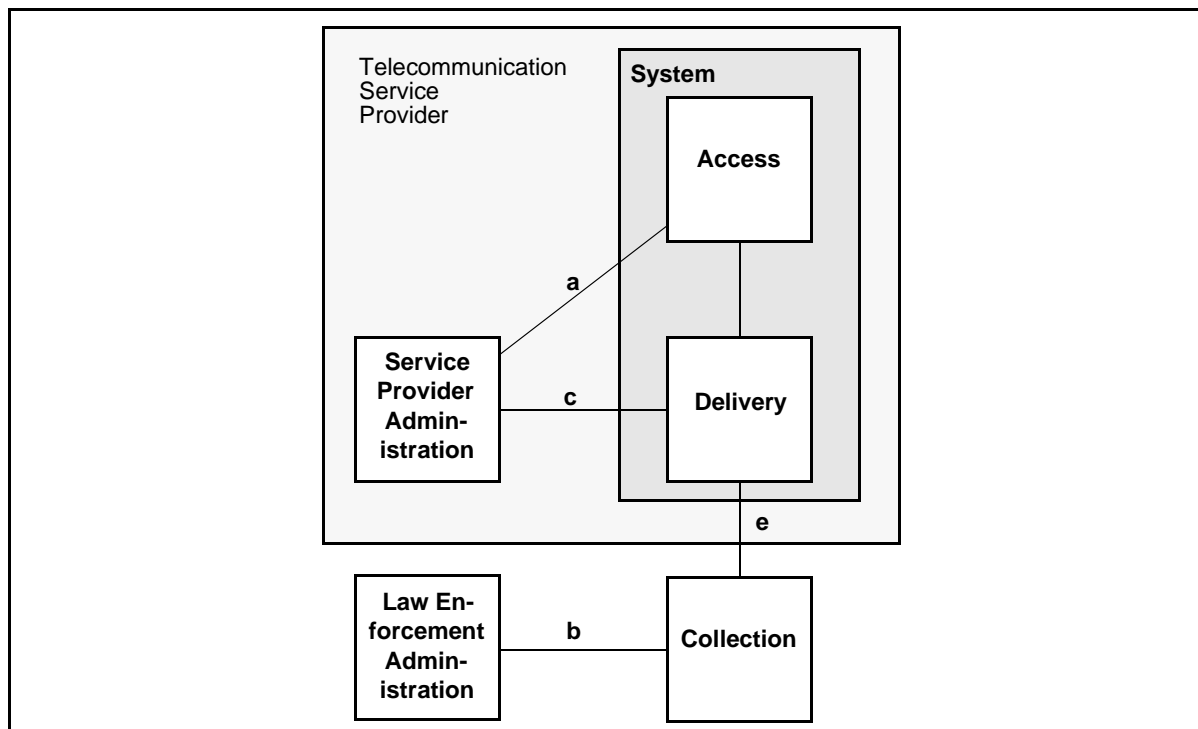 Telecommunication
Service
Provider
System
Access
a
Service
Provider
Admin-
istration
c
Delivery
e
Law En-
forcement
Admin-
istration
b
Collection